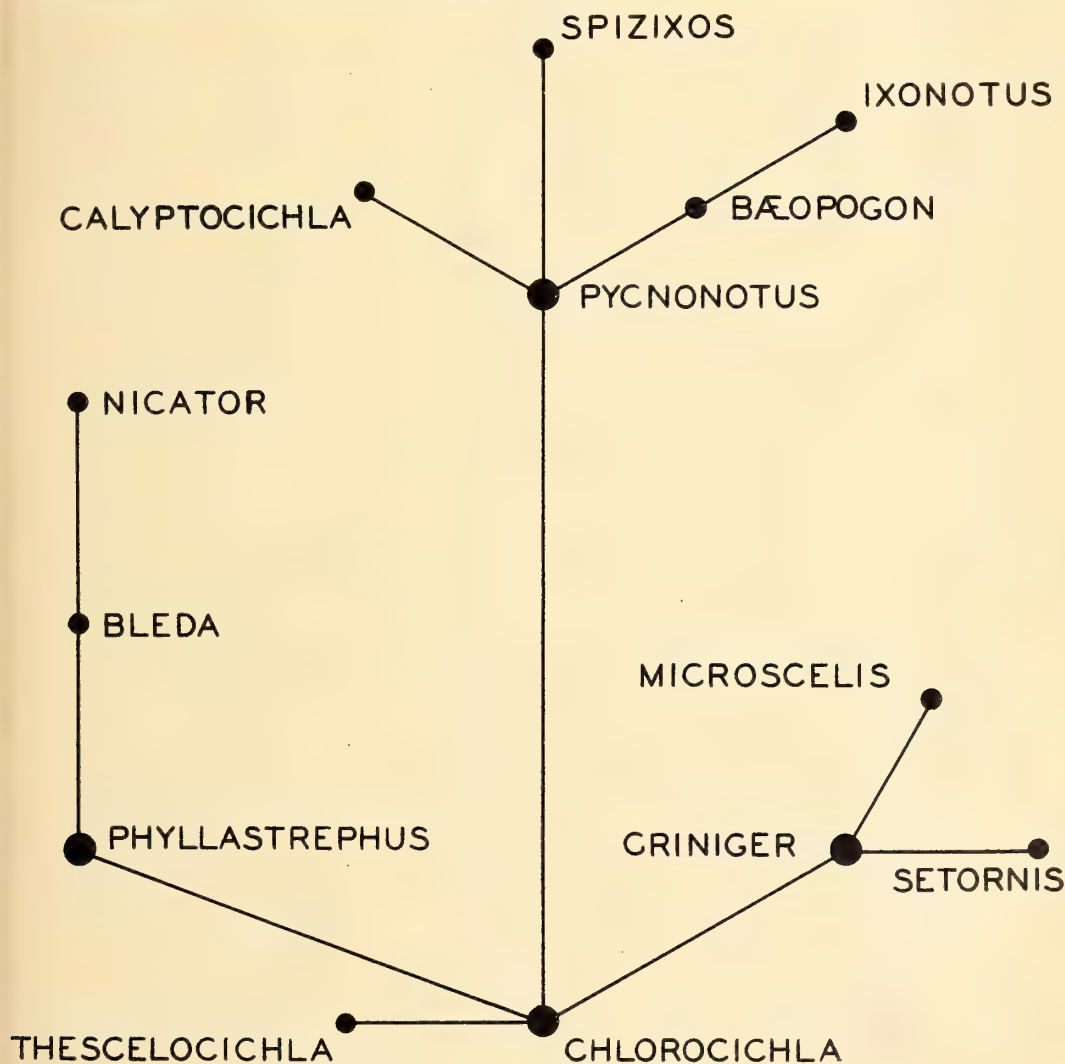 SPIZIXOS
IXONOTUS
CALYPTOCICHLA
BÆOPOGON
PYCNONOTUS
NICATOR
BLEDA
MICROSCELIS
PHYLLASTREPHUS
CRINIGER
SETORNIS
THESCELOCICHLA
CHLOROCICHLA